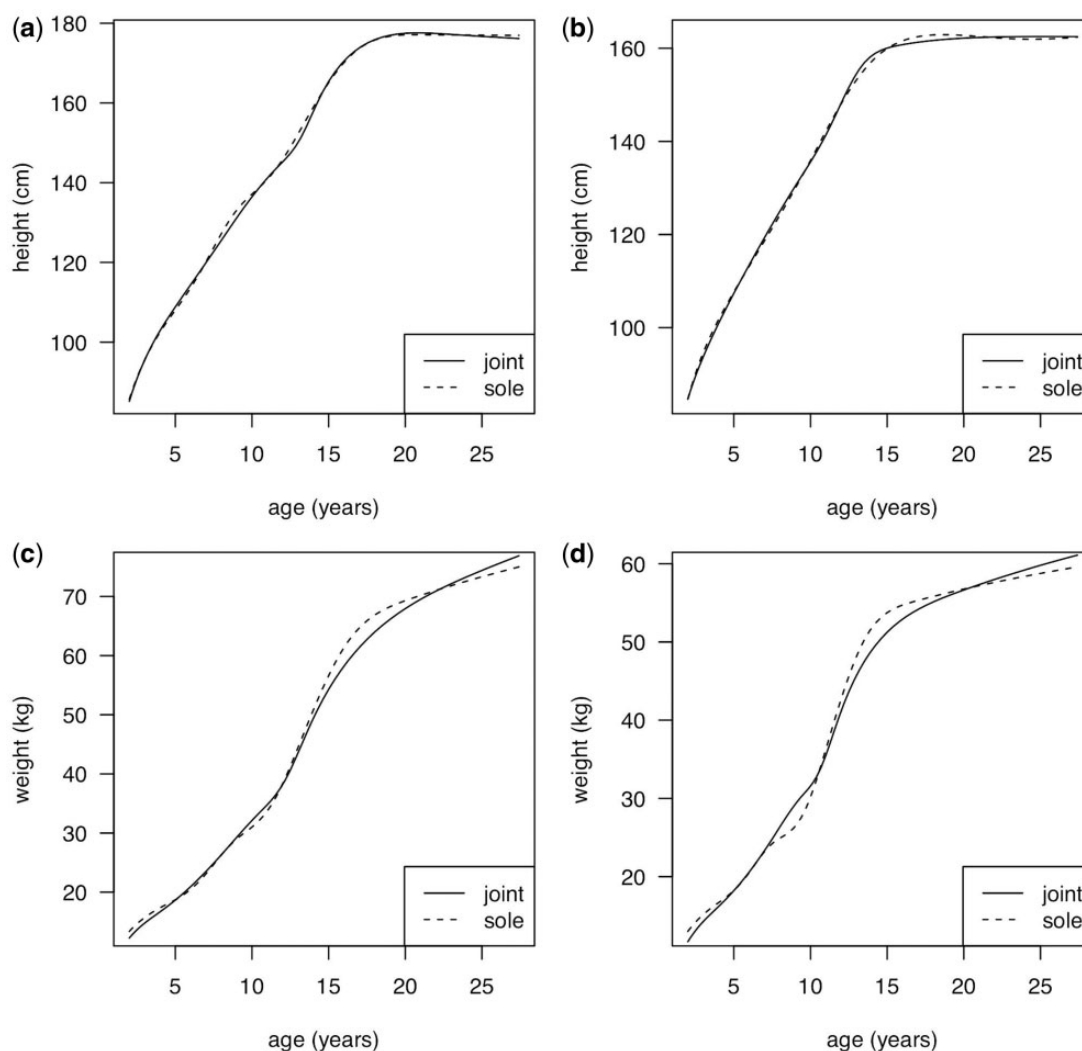 (a)
180
160
140
120
100
height (cm)
joint
sole
5 10 15 20 25
age (years)
(b)
160
140
120
100
height (cm)
joint
sole
5 10 15 20 25
age (years)
(c)
70
60
50
40
30
20
weight (kg)
joint
sole
5 10 15 20 25
age (years)
(d)
60
50
40
30
20
weight (kg)
joint
sole
5 10 15 20 25
age (years)